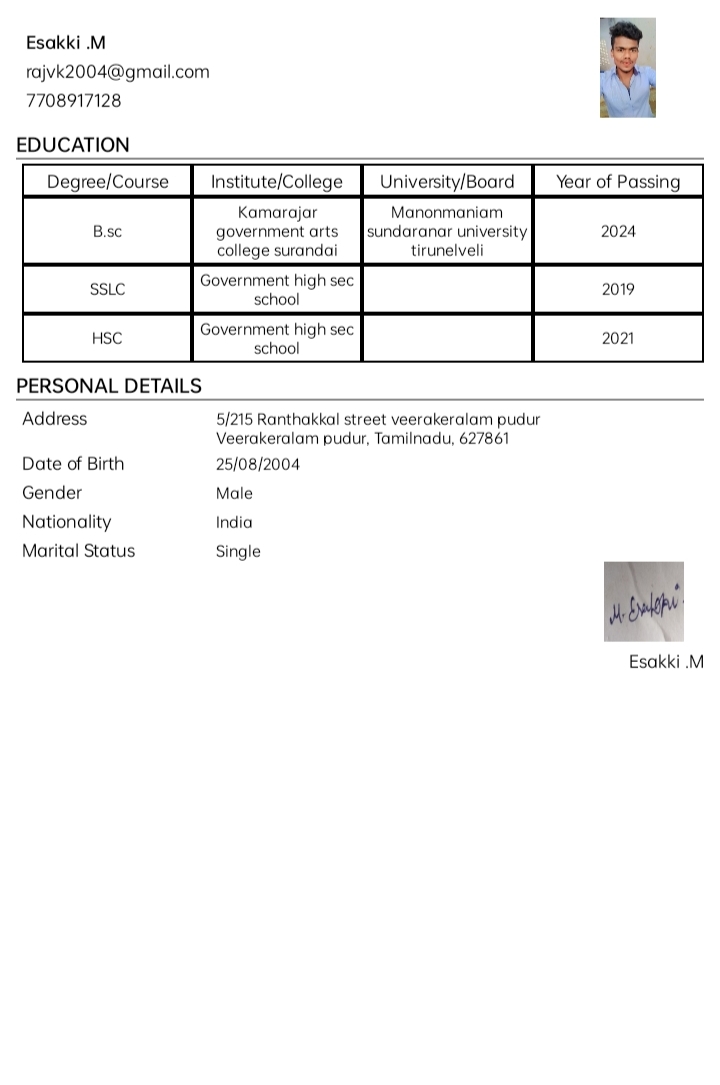 Esakki .M
rajvk2004@gmail.com
7708917128
EDUCATION
Degree/Course Institute/College University/Board Year of Passing
B.sc Kamarajar government arts college surandai Manonmaniam sundaranar university tirunelveli 2024
SSLC Government high sec school 2019
HSC Government high sec school 2021
PERSONAL DETAILS
Address 5/215 Ranthakkal street veerakeralam pudur
Veerakeralam pudur, Tamilnadu, 627861
Date of Birth 25/08/2004
Gender Male
Nationality India
Marital Status Single
M. Esakki
Esakki .M